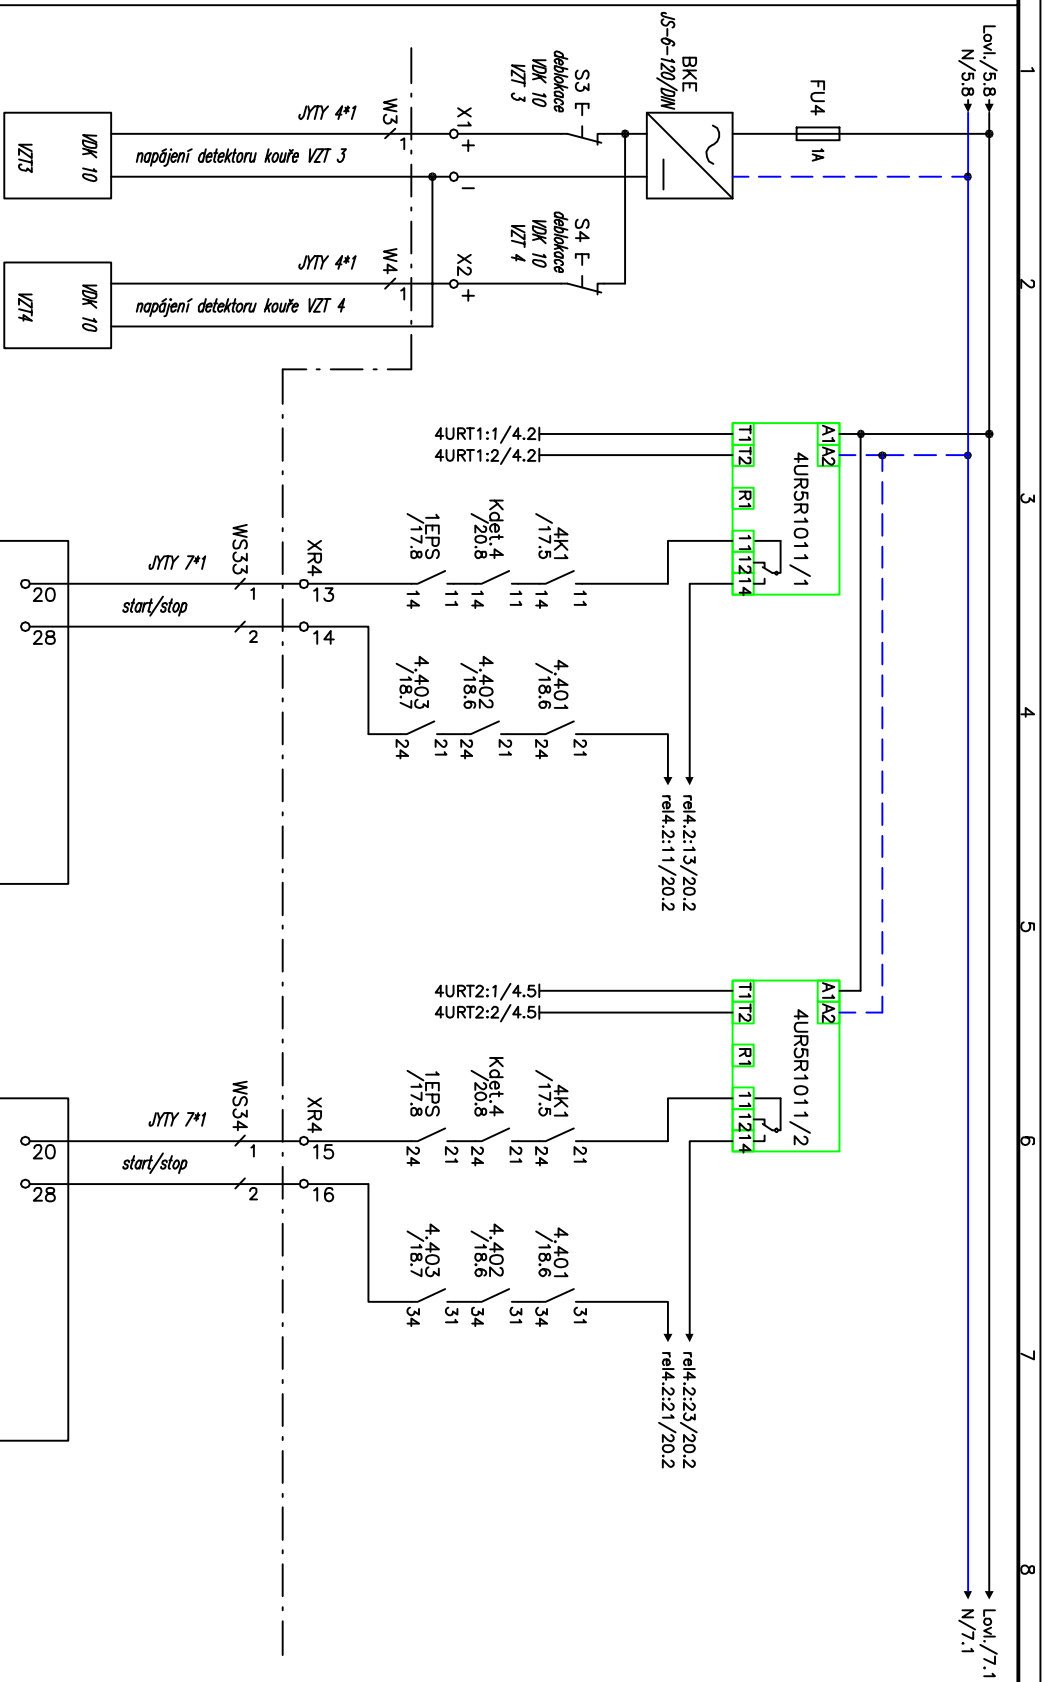 1
2
3
4
5
6
7
8
Lovl./5.8
N/5.8
Lovl./7.1
N/7.1
FU4
1A
BKE
JS-6-120/DIN
S3 E
deblokace
VDK 10
VZT 3
S4 E
deblokace
VDK 10
VZT 4
X1
+
-
X2
+
W3
1
W4
1
JYTY 4*1
napájení detektoru kouře VZT 3
JYTY 4*1
napájení detektoru kouře VZT 4
VDK 10
VZT3
VDK 10
VZT4
A1
A2
4UR5R1011/1
T1
T2
R1
11
12
14
4URT1:1/4.2
4URT1:2/4.2
4K1
/17.5
11
14
Kdet.4
/20.8
11
14
1EPS
/17.8
11
14
4.401
/18.6
21
24
4.402
/18.6
21
24
4.403
/18.7
21
24
rel4.2:13/20.2
rel4.2:11/20.2
XR4
13
14
WS33
1
2
JYTY 7*1
start/stop
20
28
A1
A2
4UR5R1011/2
T1
T2
R1
11
12
14
4URT2:1/4.5
4URT2:2/4.5
4K1
/17.5
21
24
Kdet.4
/20.8
21
24
1EPS
/17.8
21
24
4.401
/18.6
31
34
4.402
/18.6
31
34
4.403
/18.7
31
34
rel4.2:23/20.2
rel4.2:21/20.2
XR4
15
16
WS34
1
2
JYTY 7*1
start/stop
20
28